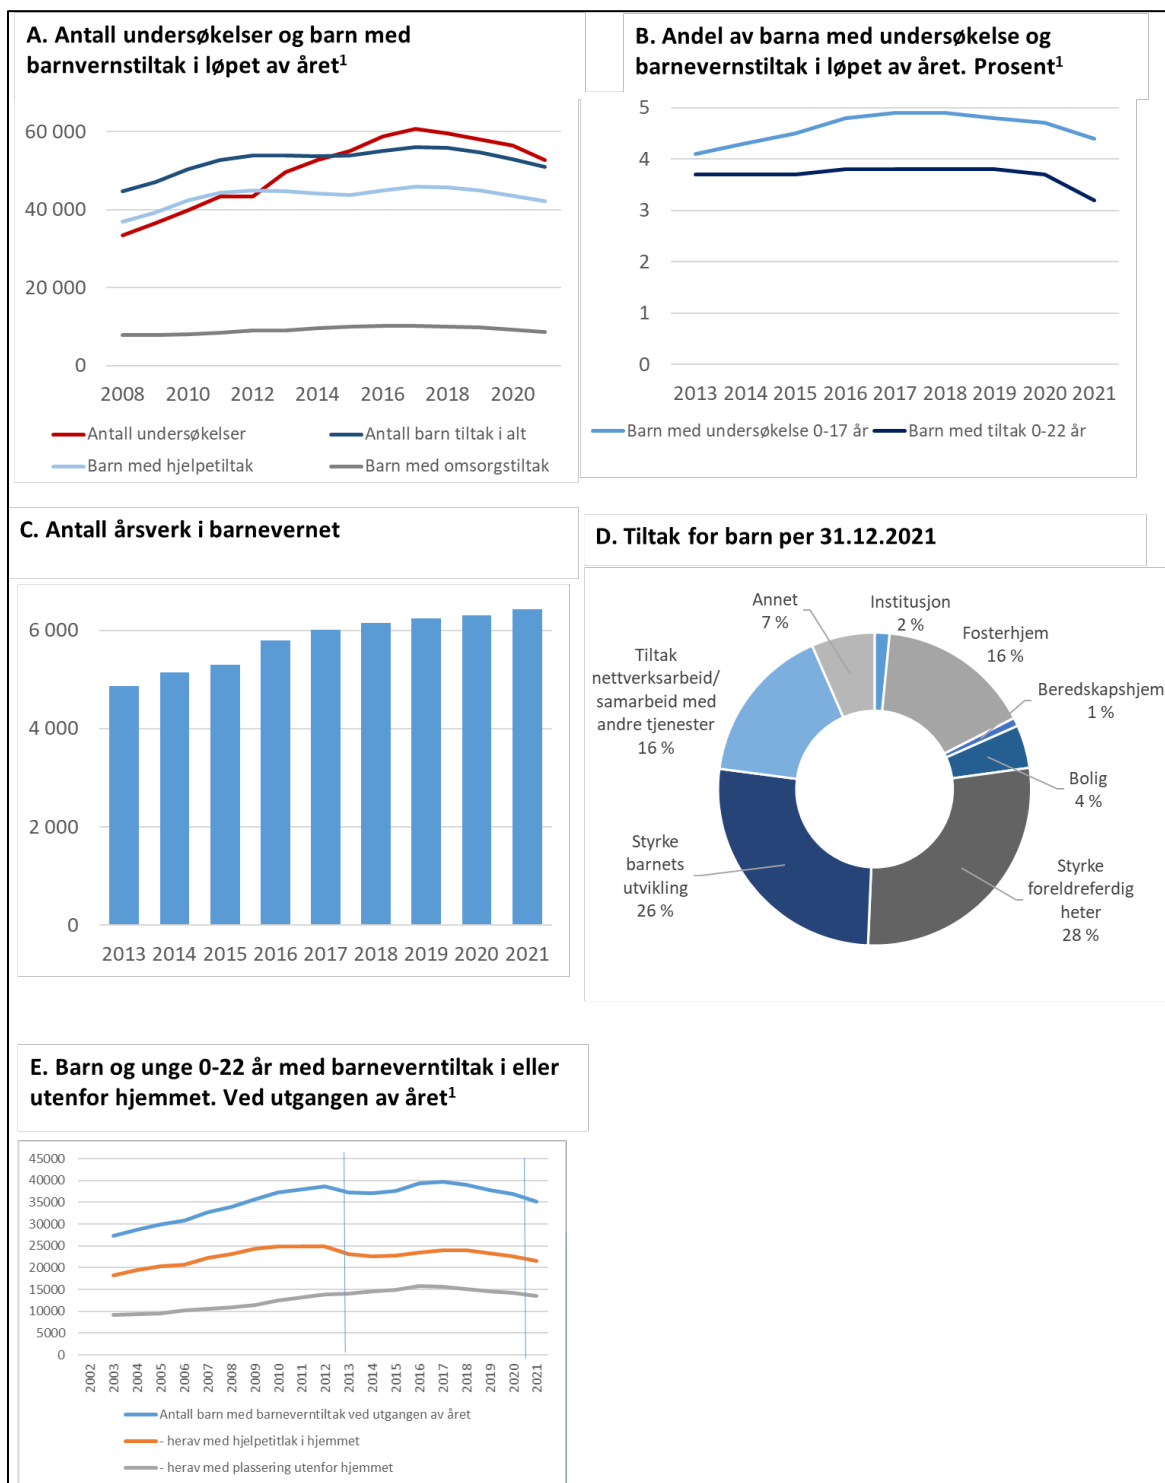 A. Antall undersøkelser og barn med
barnvernstiltak i løpet av året¹
60 000
40 000
20 000
0
2008 2010 2012 2014 2016 2018 2020
Antall undersøkelser
Antall barn tiltak i alt
Barn med hjelpetiltak
Barn med omsorgstiltak
B. Andel av barna med undersøkelse og
barnevernstiltak i løpet av året. Prosent¹
5
4
3
2
1
0
2013 2014 2015 2016 2017 2018 2019 2020 2021
Barn med undersøkelse 0-17 år
Barn med tiltak 0-22 år
C. Antall årsverk i barnevernet
6 000
4 000
2 000
0
2013 2014 2015 2016 2017 2018 2019 2020 2021
D. Tiltak for barn per 31.12.2021
Annet
7 %
Institusjon
2 %
Fosterhjem
16 %
Beredskapshjem
1 %
Bolig
4 %
Styrke
foreldreferdig
heter
28 %
Styrke
barnets
utvikling
26 %
Tiltak
nettverksarbeid/
samarbeid med
andre tjenester
16 %
E. Barn og unge 0-22 år med barneverntiltak i eller
utenfor hjemmet. Ved utgangen av året¹
45000
40000
35000
30000
25000
20000
15000
10000
5000
0
2002 2003 2004 2005 2006 2007 2008 2009 2010 2011 2012 2013 2014 2015 2016 2017 2018 2019 2020 2021
Antall barn med barneverntiltak ved utgangen av året
- herav med hjelpetitlak i hjemmet
- herav med plassering utenfor hjemmet